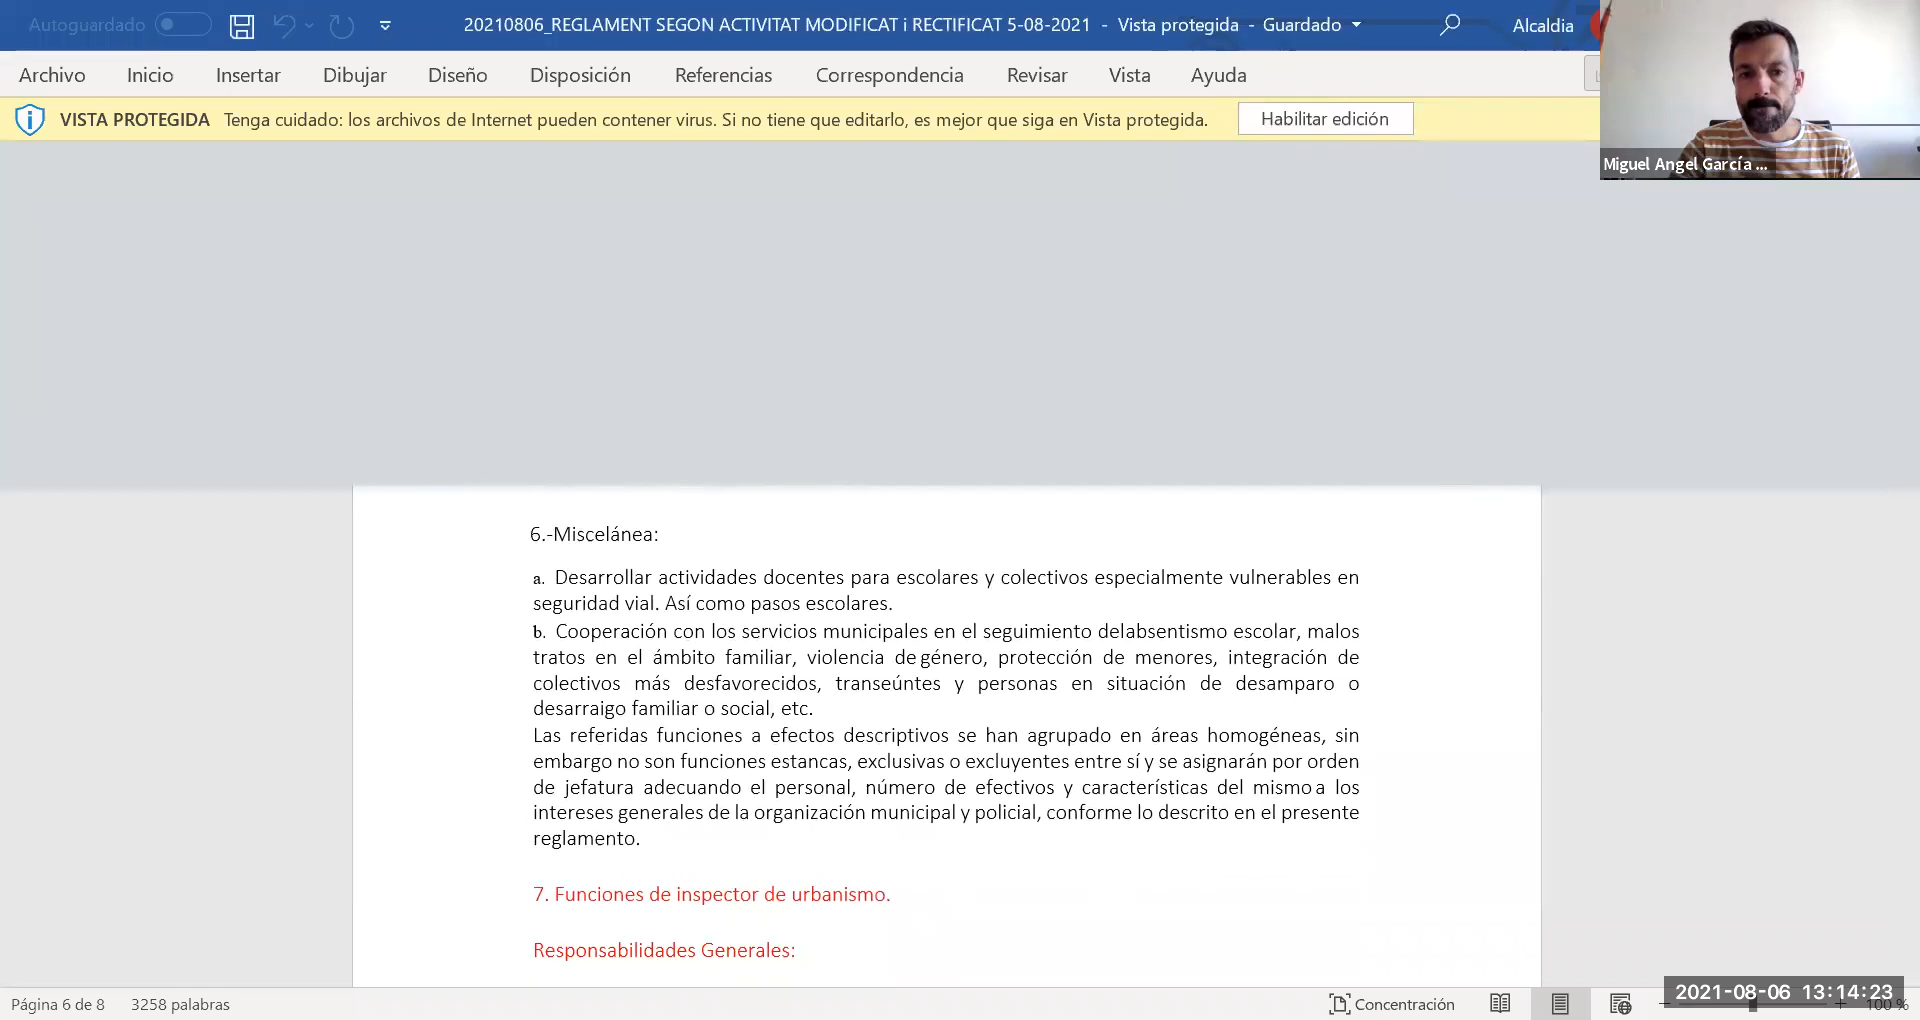 Autoguardado
20210806_REGLAMENT SEGON ACTIVITAT MODIFICAT i RECTIFICAT 5-08-2021 - Vista protegida - Guardado
Alcaldia
Archivo Inicio Insertar Dibujar Diseño Disposición Referencias Correspondencia Revisar Vista Ayuda
VISTA PROTEGIDA Tenga cuidado: los archivos de Internet pueden contener virus. Si no tiene que editarlo, es mejor que siga en Vista protegida. Habilitar edición
Miguel Angel García ...
6.-Miscelánea:
a. Desarrollar actividades docentes para escolares y colectivos especialmente vulnerables en
seguridad vial. Así como pasos escolares.
b. Cooperación con los servicios municipales en el seguimiento delabsentismo escolar, malos
tratos en el ámbito familiar, violencia de género, protección de menores, integración de
colectivos más desfavorecidos, transeúntes y personas en situación de desamparo o
desarraigo familiar o social, etc.
Las referidas funciones a efectos descriptivos se han agrupado en áreas homogéneas, sin
embargo no son funciones estancas, exclusivas o excluyentes entre sí y se asignarán por orden
de jefatura adecuando el personal, número de efectivos y características del mismo a los
intereses generales de la organización municipal y policial, conforme lo descrito en el presente
reglamento.
7. Funciones de inspector de urbanismo.
Responsabilidades Generales:
Página 6 de 8 3258 palabras
Concentración
2021-08-06 13:14:23
100 %